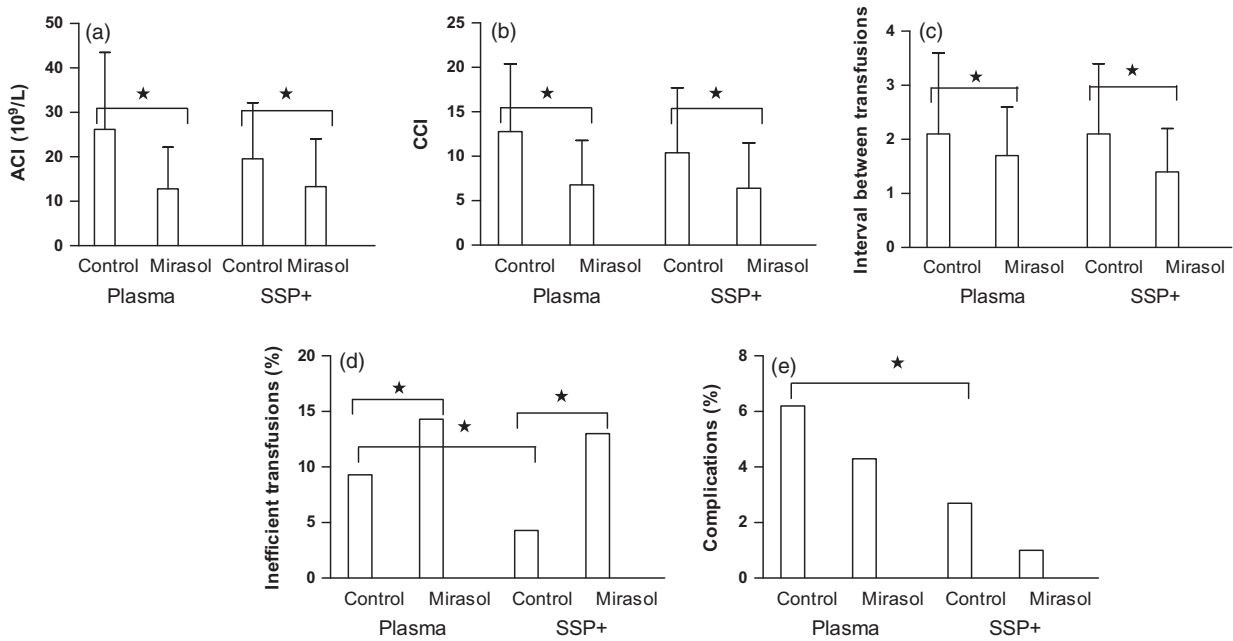 (a)
ACI (10⁹/L)
50
40
30
20
10
0
Control Mirasol Control Mirasol
Plasma SSP+
(b)
CCI
25
20
15
10
5
0
Control Mirasol Control Mirasol
Plasma SSP+
(c)
Interval between transfusions
4
3
2
1
0
Control Mirasol Control Mirasol
Plasma SSP+
(d)
Inefficient transfusions (%)
20
15
10
5
0
Control Mirasol Control Mirasol
Plasma SSP+
(e)
Complications (%)
8
6
4
2
0
Control Mirasol Control Mirasol
Plasma SSP+